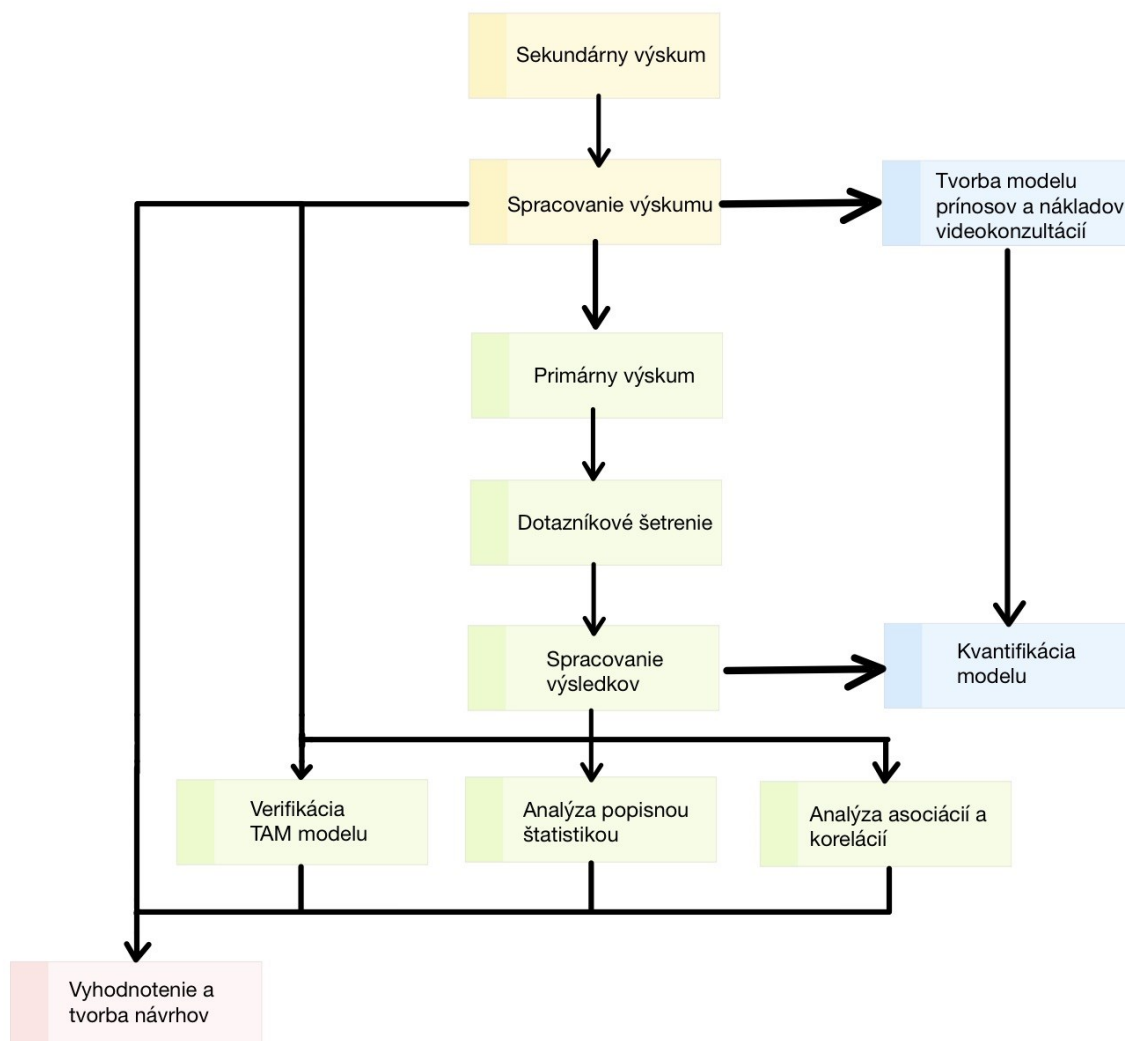 Sekundárny výskum
Spracovanie výskumu
Tvorba modelu
prínosov a nákladov
videokonzultácií
Primárny výskum
Dotazníkové šetrenie
Spracovanie
výsledkov
Kvantifikácia
modelu
Verifikácia
TAM modelu
Analýza popisnou
štatistikou
Analýza asociácií a
korelácií
Vyhodnotenie a
tvorba návrhov